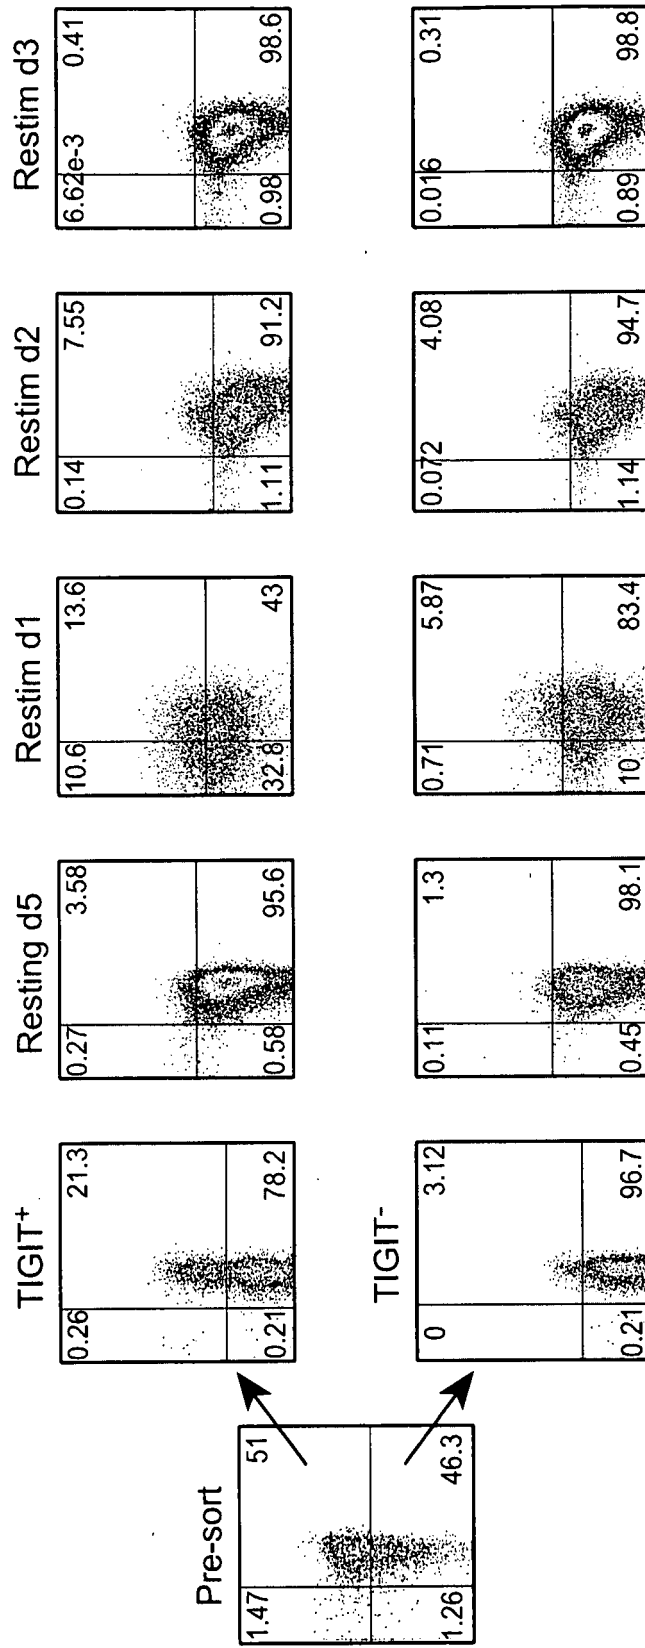 Pre-sort
1.47 51
1.26 46.3
TIGIT+
0.26 21.3
0.21 78.2
Resting d5
0.27 3.58
0.58 95.6
Restim d1
10.6 13.6
32.8 43
Restim d2
0.14 7.55
1.11 91.2
Restim d3
6.62e-3 0.41
0.98 98.6
TIGIT-
0 3.12
0.21 96.7
0.11 1.3
0.45 98.1
0.71 5.87
10 83.4
0.072 4.08
1.14 94.7
0.016 0.31
0.89 98.8